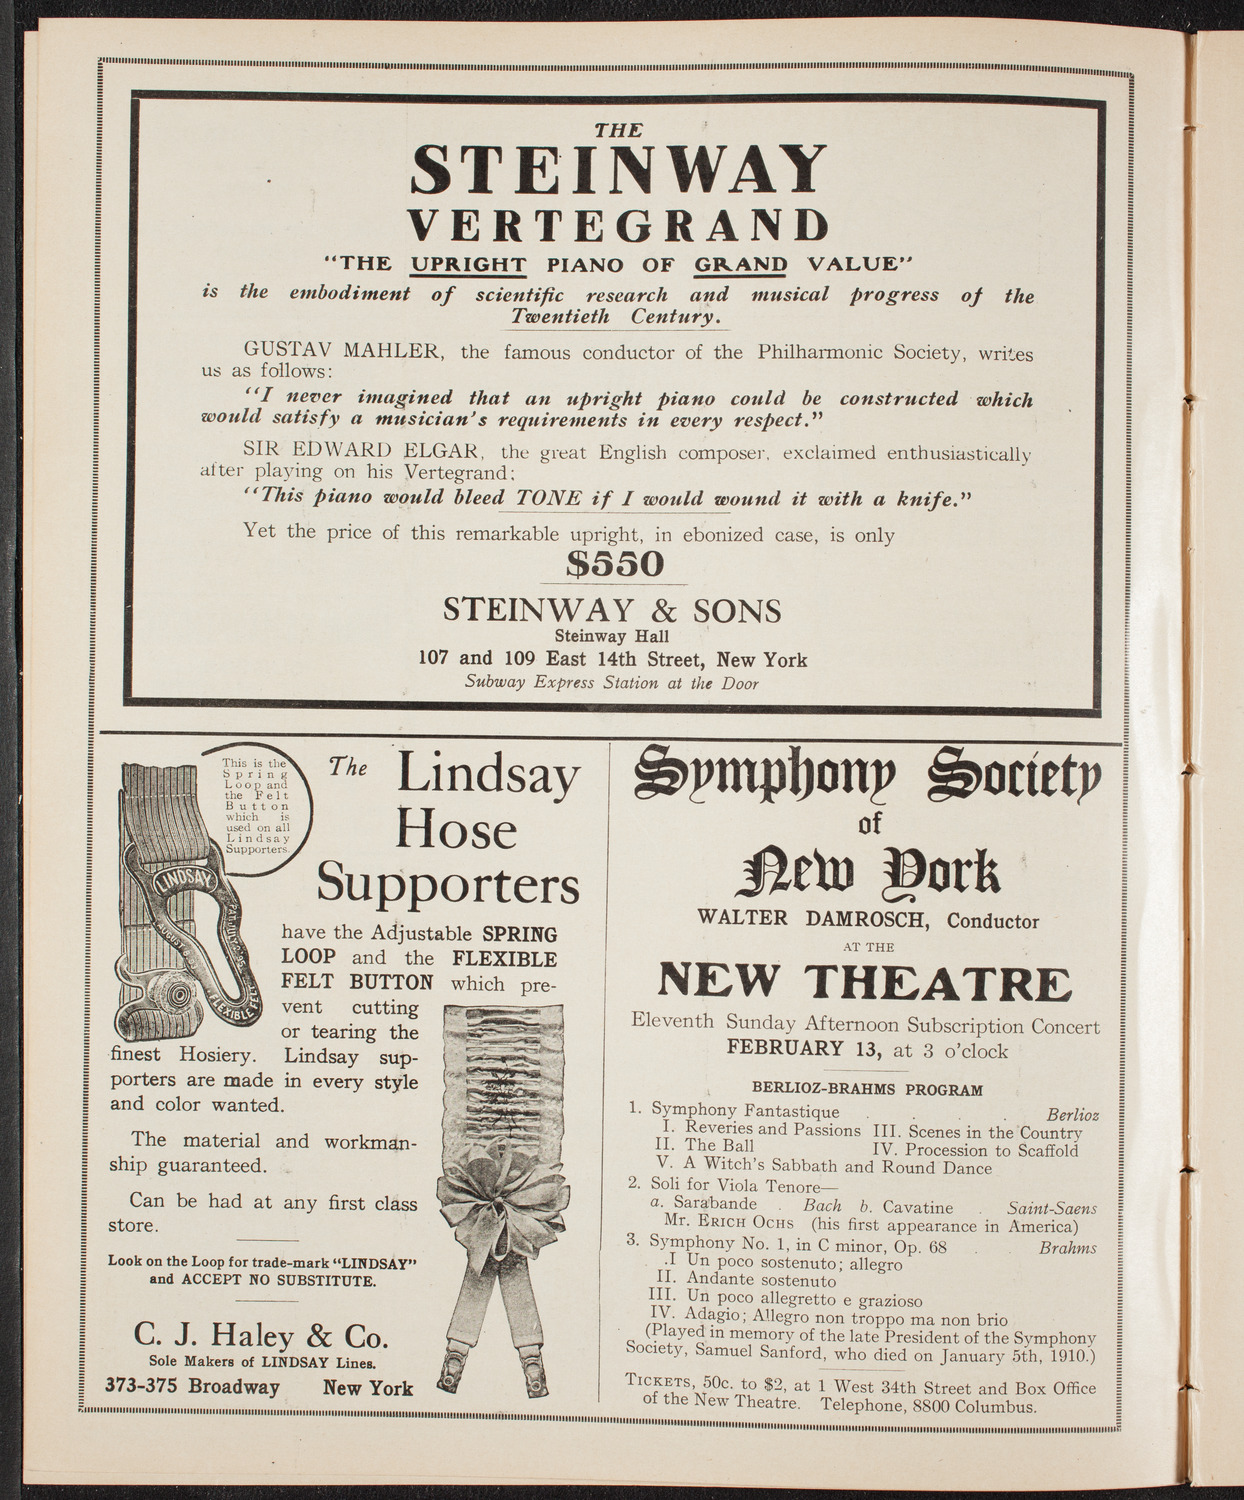 THE
STEINWAY
VERTEGRAND
"THE UPRIGHT PIANO OF GRAND VALUE"
is the embodiment of scientific research and musical progress of the
Twentieth Century.
GUSTAV MAHLER, the famous conductor of the Philharmonic Society, writes
us as follows:
"I never imagined that an upright piano could be constructed which
would satisfy a musician's requirements in every respect."
SIR EDWARD ELGAR, the great English composer, exclaimed enthusiastically
after playing on his Vertegrand:
"This piano would bleed TONE if I would wound it with a knife."
Yet the price of this remarkable upright, in ebonized case, is only
$550
STEINWAY & SONS
Steinway Hall
107 and 109 East 14th Street, New York
Subway Express Station at the Door
This is the
Spring
Loop and
the Felt
Button
which is
used on all
Lindsay
Supporters.
LINDSAY
FLEXIBLE FELT
The Lindsay
Hose
Supporters
have the Adjustable SPRING
LOOP and the FLEXIBLE
FELT BUTTON which pre-
vent cutting
or tearing the
finest Hosiery. Lindsay sup-
porters are made in every style
and color wanted.
The material and workman-
ship guaranteed.
Can be had at any first class
store.
Look on the Loop for trade-mark "LINDSAY"
and ACCEPT NO SUBSTITUTE.
C. J. Haley & Co.
Sole Makers of LINDSAY Lines.
373-375 Broadway New York
Symphony Society
of
New York
WALTER DAMROSCH, Conductor
AT THE
NEW THEATRE
Eleventh Sunday Afternoon Subscription Concert
FEBRUARY 13, at 3 o'clock
BERLIOZ-BRAHMS PROGRAM
1. Symphony Fantastique . . . . Berlioz
I. Reveries and Passions III. Scenes in the Country
II. The Ball IV. Procession to Scaffold
V. A Witch's Sabbath and Round Dance
2. Soli for Viola Tenore—
a. Sarabande . Bach b. Cavatine . Saint-Saens
Mr. ERICH OCHS (his first appearance in America)
3. Symphony No. 1, in C minor, Op. 68 . . Brahms
.I Un poco sostenuto; allegro
II. Andante sostenuto
III. Un poco allegretto e grazioso
IV. Adagio; Allegro non troppo ma non brio
(Played in memory of the late President of the Symphony
Society, Samuel Sanford, who died on January 5th, 1910.)
TICKETS, 50c. to $2, at 1 West 34th Street and Box Office
of the New Theatre. Telephone, 8800 Columbus.